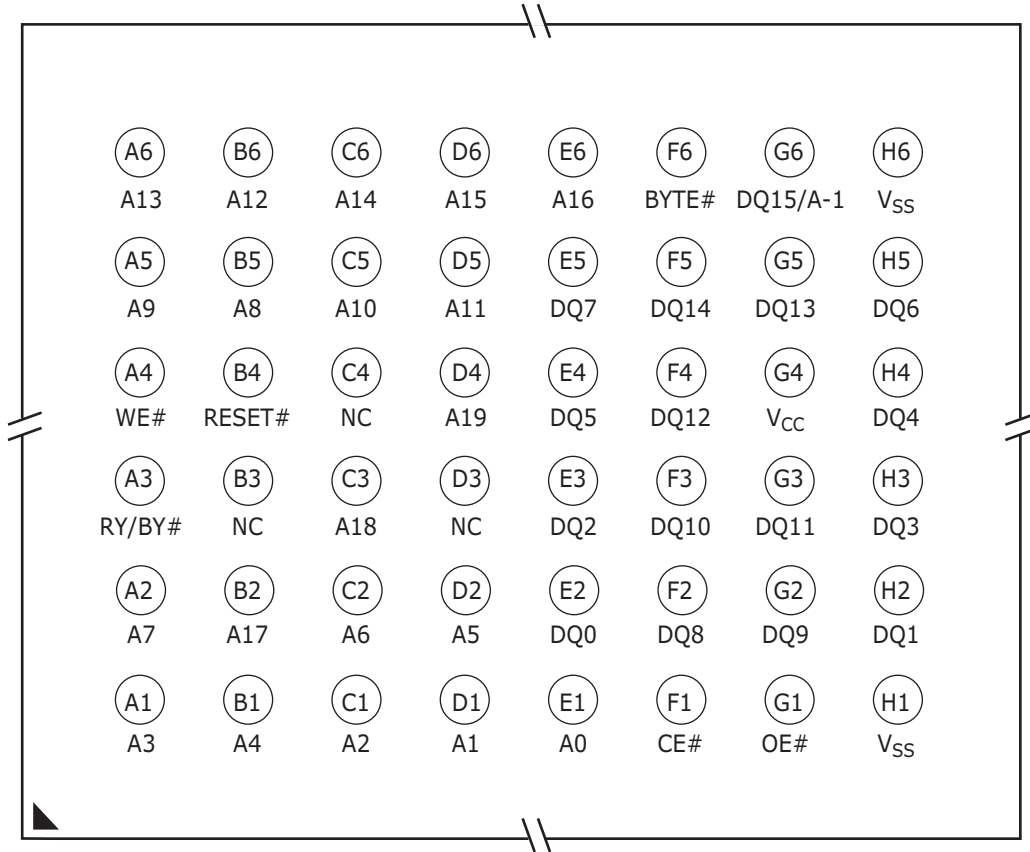 A6 B6 C6 D6 E6 F6 G6 H6
A13 A12 A14 A15 A16 BYTE# DQ15/A-1 VSS
A5 B5 C5 D5 E5 F5 G5 H5
A9 A8 A10 A11 DQ7 DQ14 DQ13 DQ6
A4 B4 C4 D4 E4 F4 G4 H4
WE# RESET# NC A19 DQ5 DQ12 VCC DQ4
A3 B3 C3 D3 E3 F3 G3 H3
RY/BY# NC A18 NC DQ2 DQ10 DQ11 DQ3
A2 B2 C2 D2 E2 F2 G2 H2
A7 A17 A6 A5 DQ0 DQ8 DQ9 DQ1
A1 B1 C1 D1 E1 F1 G1 H1
A3 A4 A2 A1 A0 CE# OE# VSS